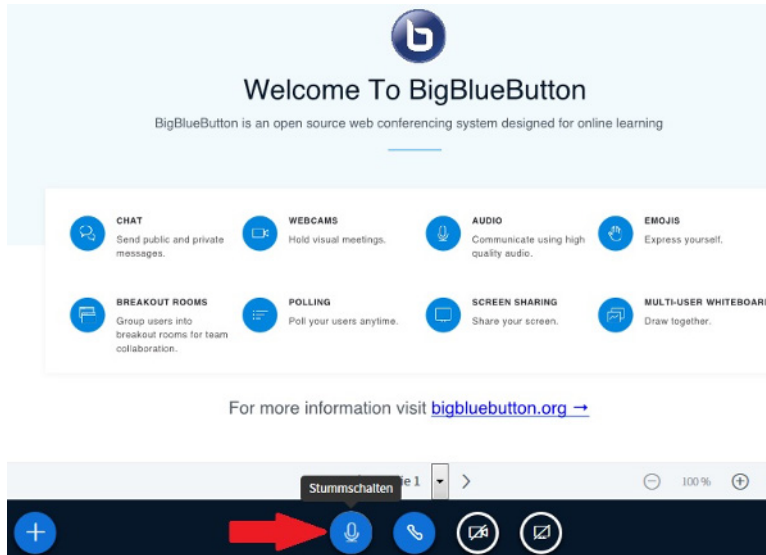 Welcome To BigBlueButton
BigBlueButton is an open source web conferencing system designed for online learning
CHAT
Send public and private
messages.
WEBCAMS
Hold visual meetings.
AUDIO
Communicate using high
quality audio.
EMOJIS
Express yourself.
BREAKOUT ROOMS
Group users into
breakout rooms for team
collaboration.
POLLING
Poll your users anytime.
SCREEN SHARING
Share your screen.
MULTI-USER WHITEBOARD
Draw together.
For more information visit bigbluebutton.org →
ie 1
100 %
Stummschalten